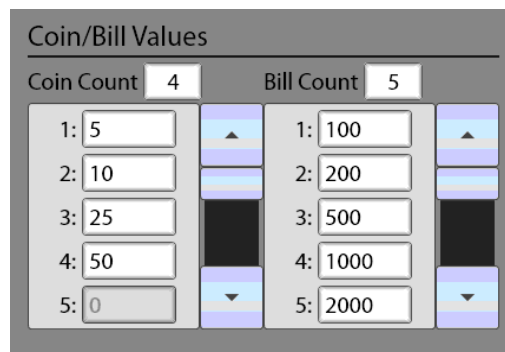 Coin/Bill Values
Coin Count 4 Bill Count 5
1: 5 1: 100
2: 10 2: 200
3: 25 3: 500
4: 50 4: 1000
5: 0 5: 2000